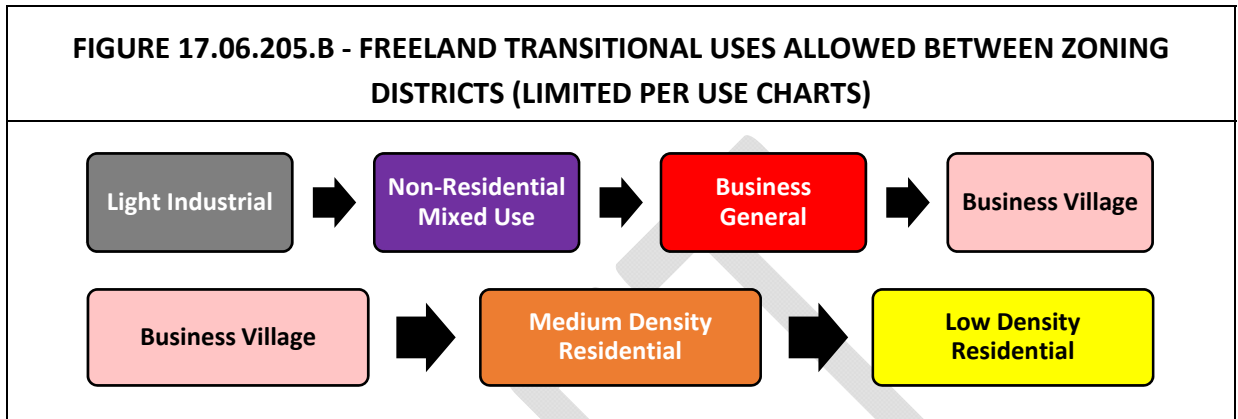 FIGURE 17.06.205.B - FREELAND TRANSITIONAL USES ALLOWED BETWEEN ZONING
DISTRICTS (LIMITED PER USE CHARTS)
Light Industrial
Non-Residential
Mixed Use
Business
General
Business Village
Business Village
Medium Density
Residential
Low Density
Residential